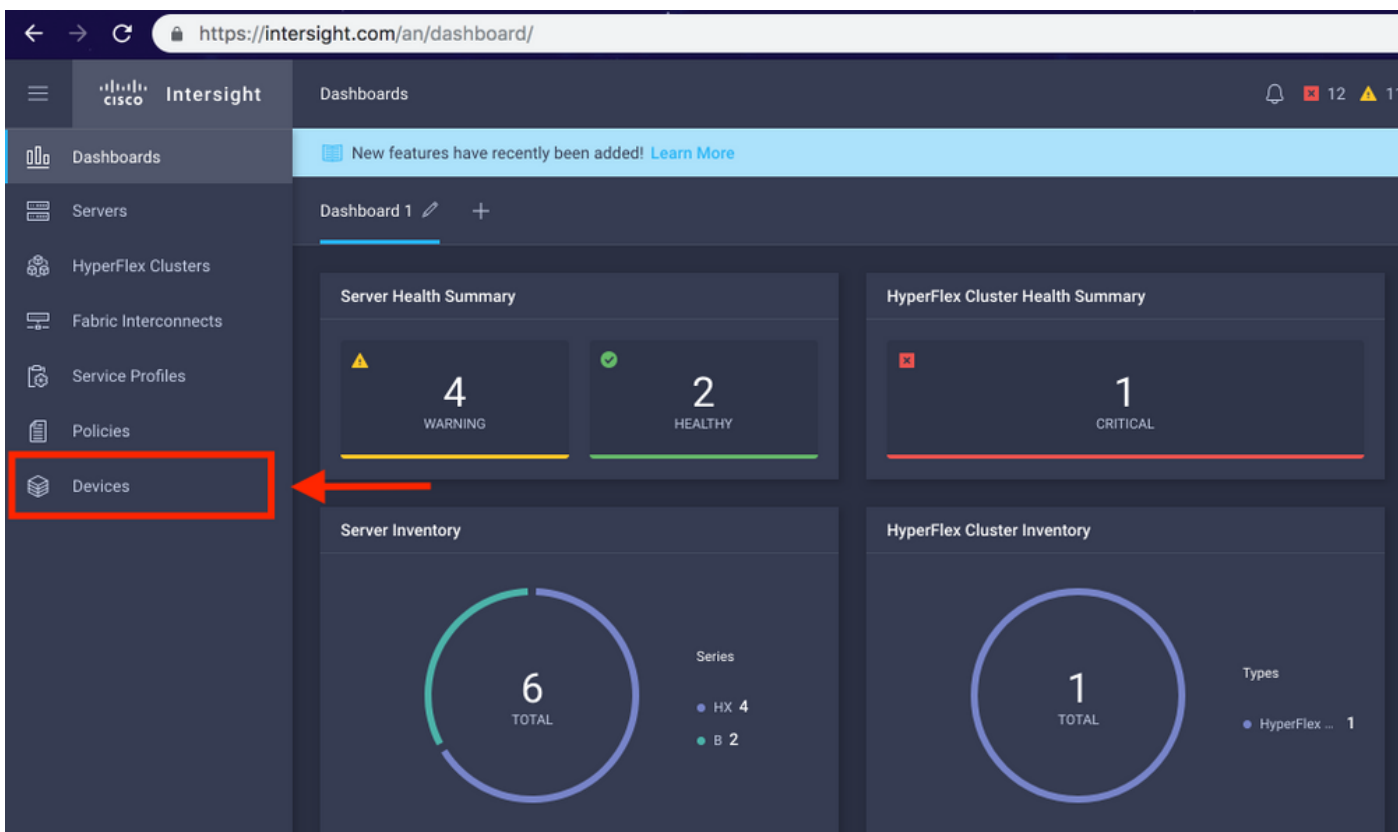 https://intersight.com/an/dashboard/
cisco Intersight
Dashboards
12
Dashboards
Servers
HyperFlex Clusters
Fabric Interconnects
Service Profiles
Policies
Devices
New features have recently been added! Learn More
Dashboard 1
Server Health Summary
4
WARNING
2
HEALTHY
HyperFlex Cluster Health Summary
1
CRITICAL
Server Inventory
6
TOTAL
Series
HX 4
B 2
HyperFlex Cluster Inventory
1
TOTAL
Types
HyperFlex ... 1